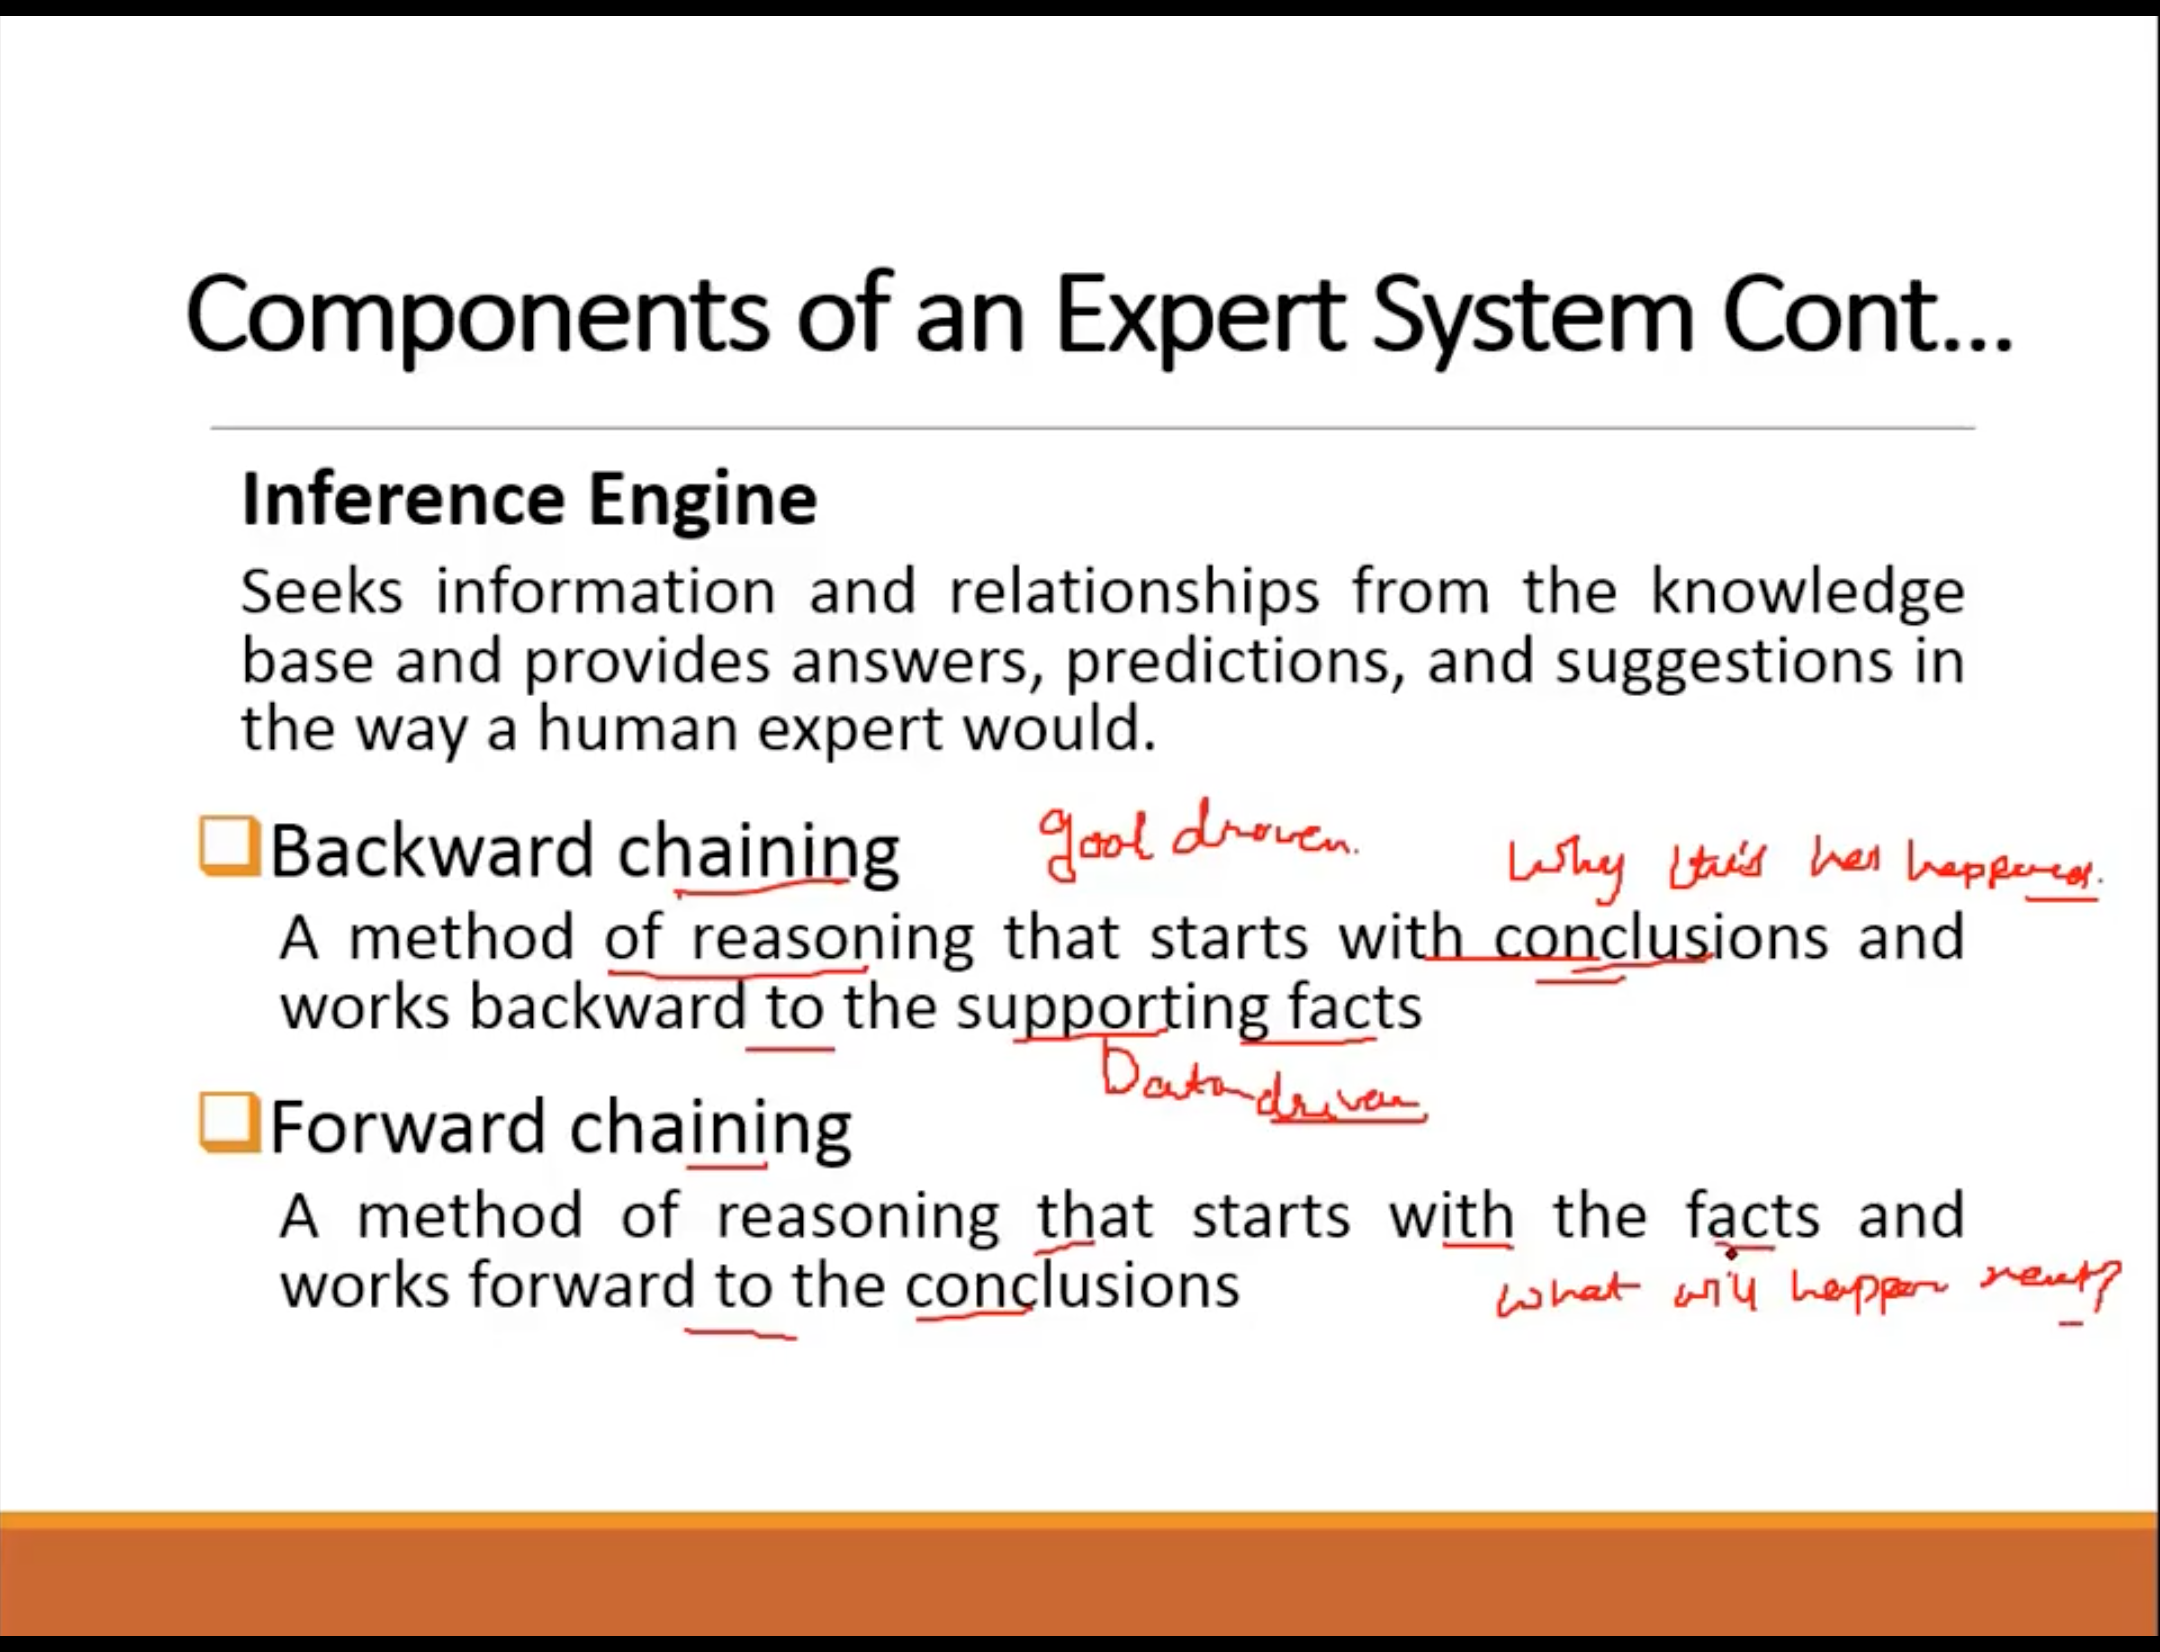 Components of an Expert System Cont...
Inference Engine
Seeks information and relationships from the knowledge
base and provides answers, predictions, and suggestions in
the way a human expert would.
Backward chaining goal droven. Why this has happened.
A method of reasoning that starts with conclusions and
works backward to the supporting facts
Data driven
Forward chaining
A method of reasoning that starts with the facts and
works forward to the conclusions
what will happen next?